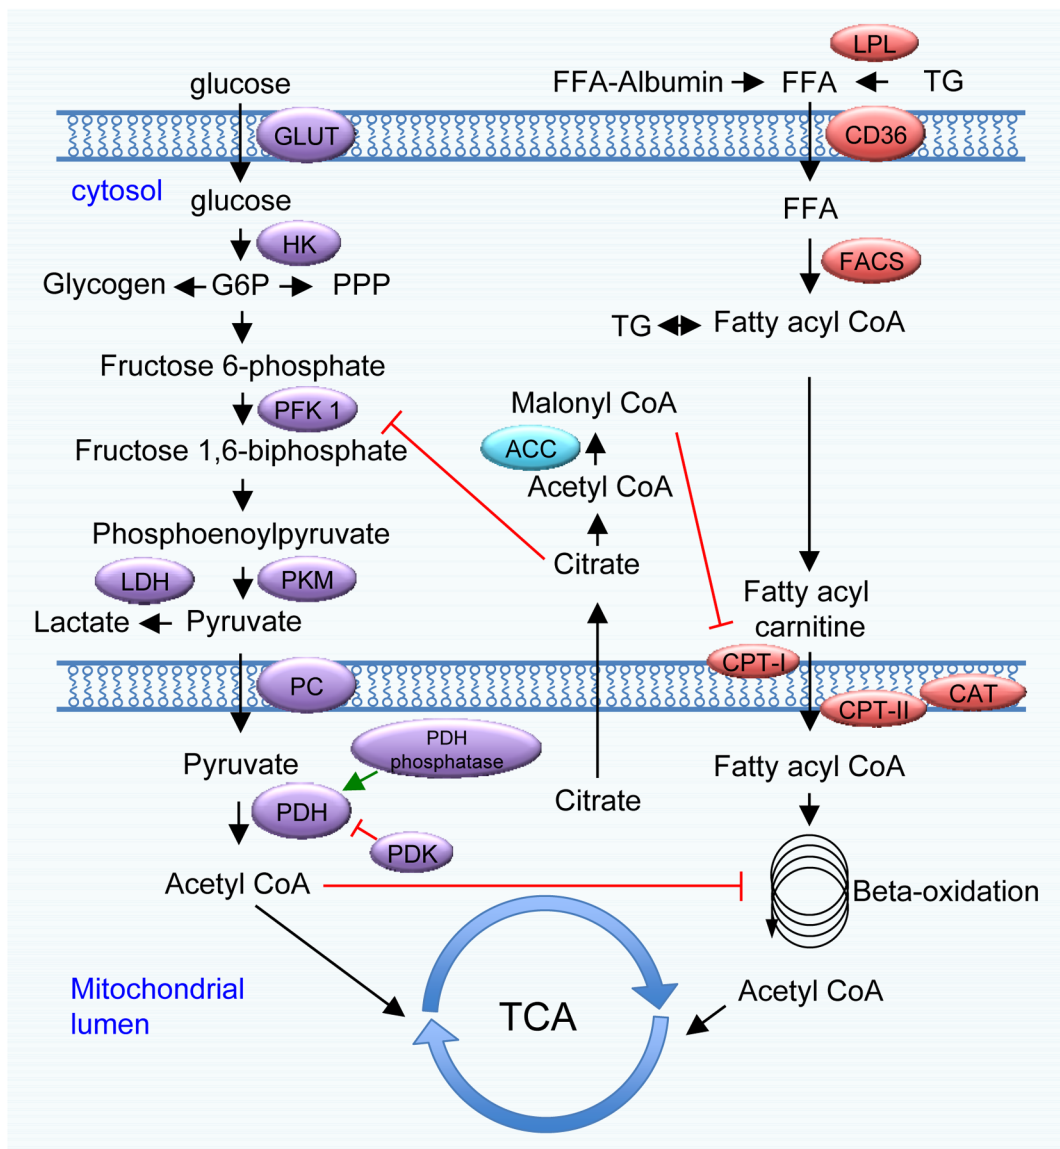 LPL
glucose
FFA-Albumin
FFA
TG
GLUT
CD36
cytosol
glucose
FFA
HK
FACS
Glycogen
G6P
PPP
TG
Fatty acyl CoA
Fructose 6-phosphate
PFK 1
Malonyl CoA
Fructose 1,6-biphosphate
ACC
Acetyl CoA
Phosphoenoylpyruvate
Citrate
LDH
PKM
Fatty acyl
carnitine
Lactate
Pyruvate
CPT-I
PC
CAT
CPT-II
PDH
phosphatase
Pyruvate
Fatty acyl CoA
Citrate
PDH
PDK
Acetyl CoA
Beta-oxidation
Mitochondrial
lumen
TCA
Acetyl CoA